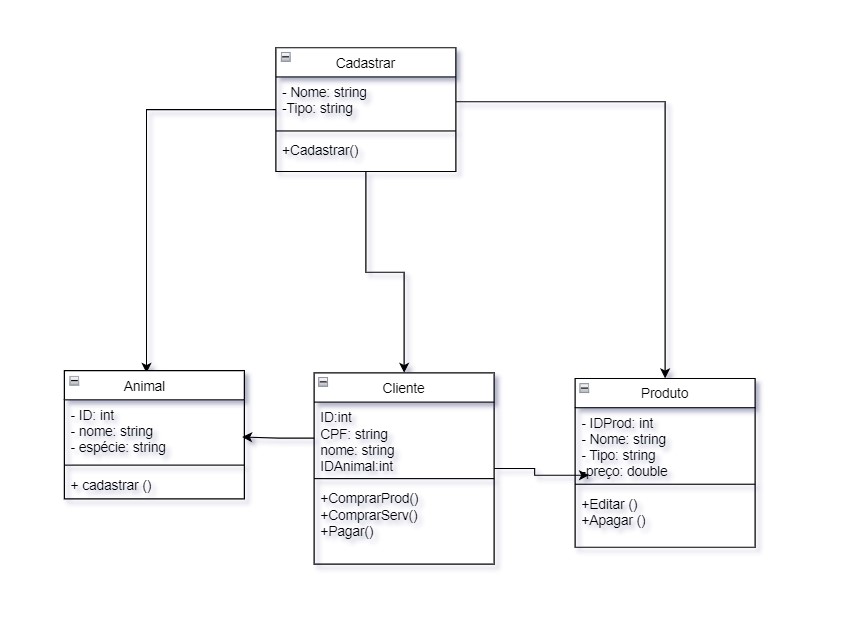 Cadastrar
- Nome: string
-Tipo: string
+Cadastrar()
Animal
- ID: int
- nome: string
- espécie: string
+ cadastrar ()
Cliente
ID:int
CPF: string
nome: string
IDAnimal:int
+ComprarProd()
+ComprarServ()
+Pagar()
Produto
- IDProd: int
- Nome: string
- Tipo: string
-preço: double
+Editar ()
+Apagar ()